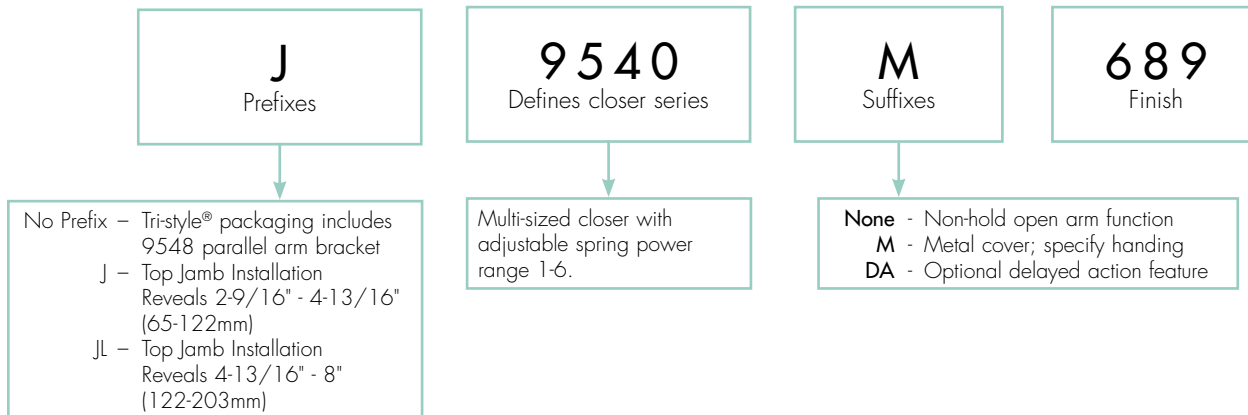 J
Prefixes
9540
Defines closer series
M
Suffixes
689
Finish
No Prefix – Tri-style® packaging includes
9548 parallel arm bracket
J – Top Jamb Installation
Reveals 2-9/16" - 4-13/16"
(65-122mm)
JL – Top Jamb Installation
Reveals 4-13/16" - 8"
(122-203mm)
Multi-sized closer with
adjustable spring power
range 1-6.
None - Non-hold open arm function
M - Metal cover; specify handing
DA - Optional delayed action feature